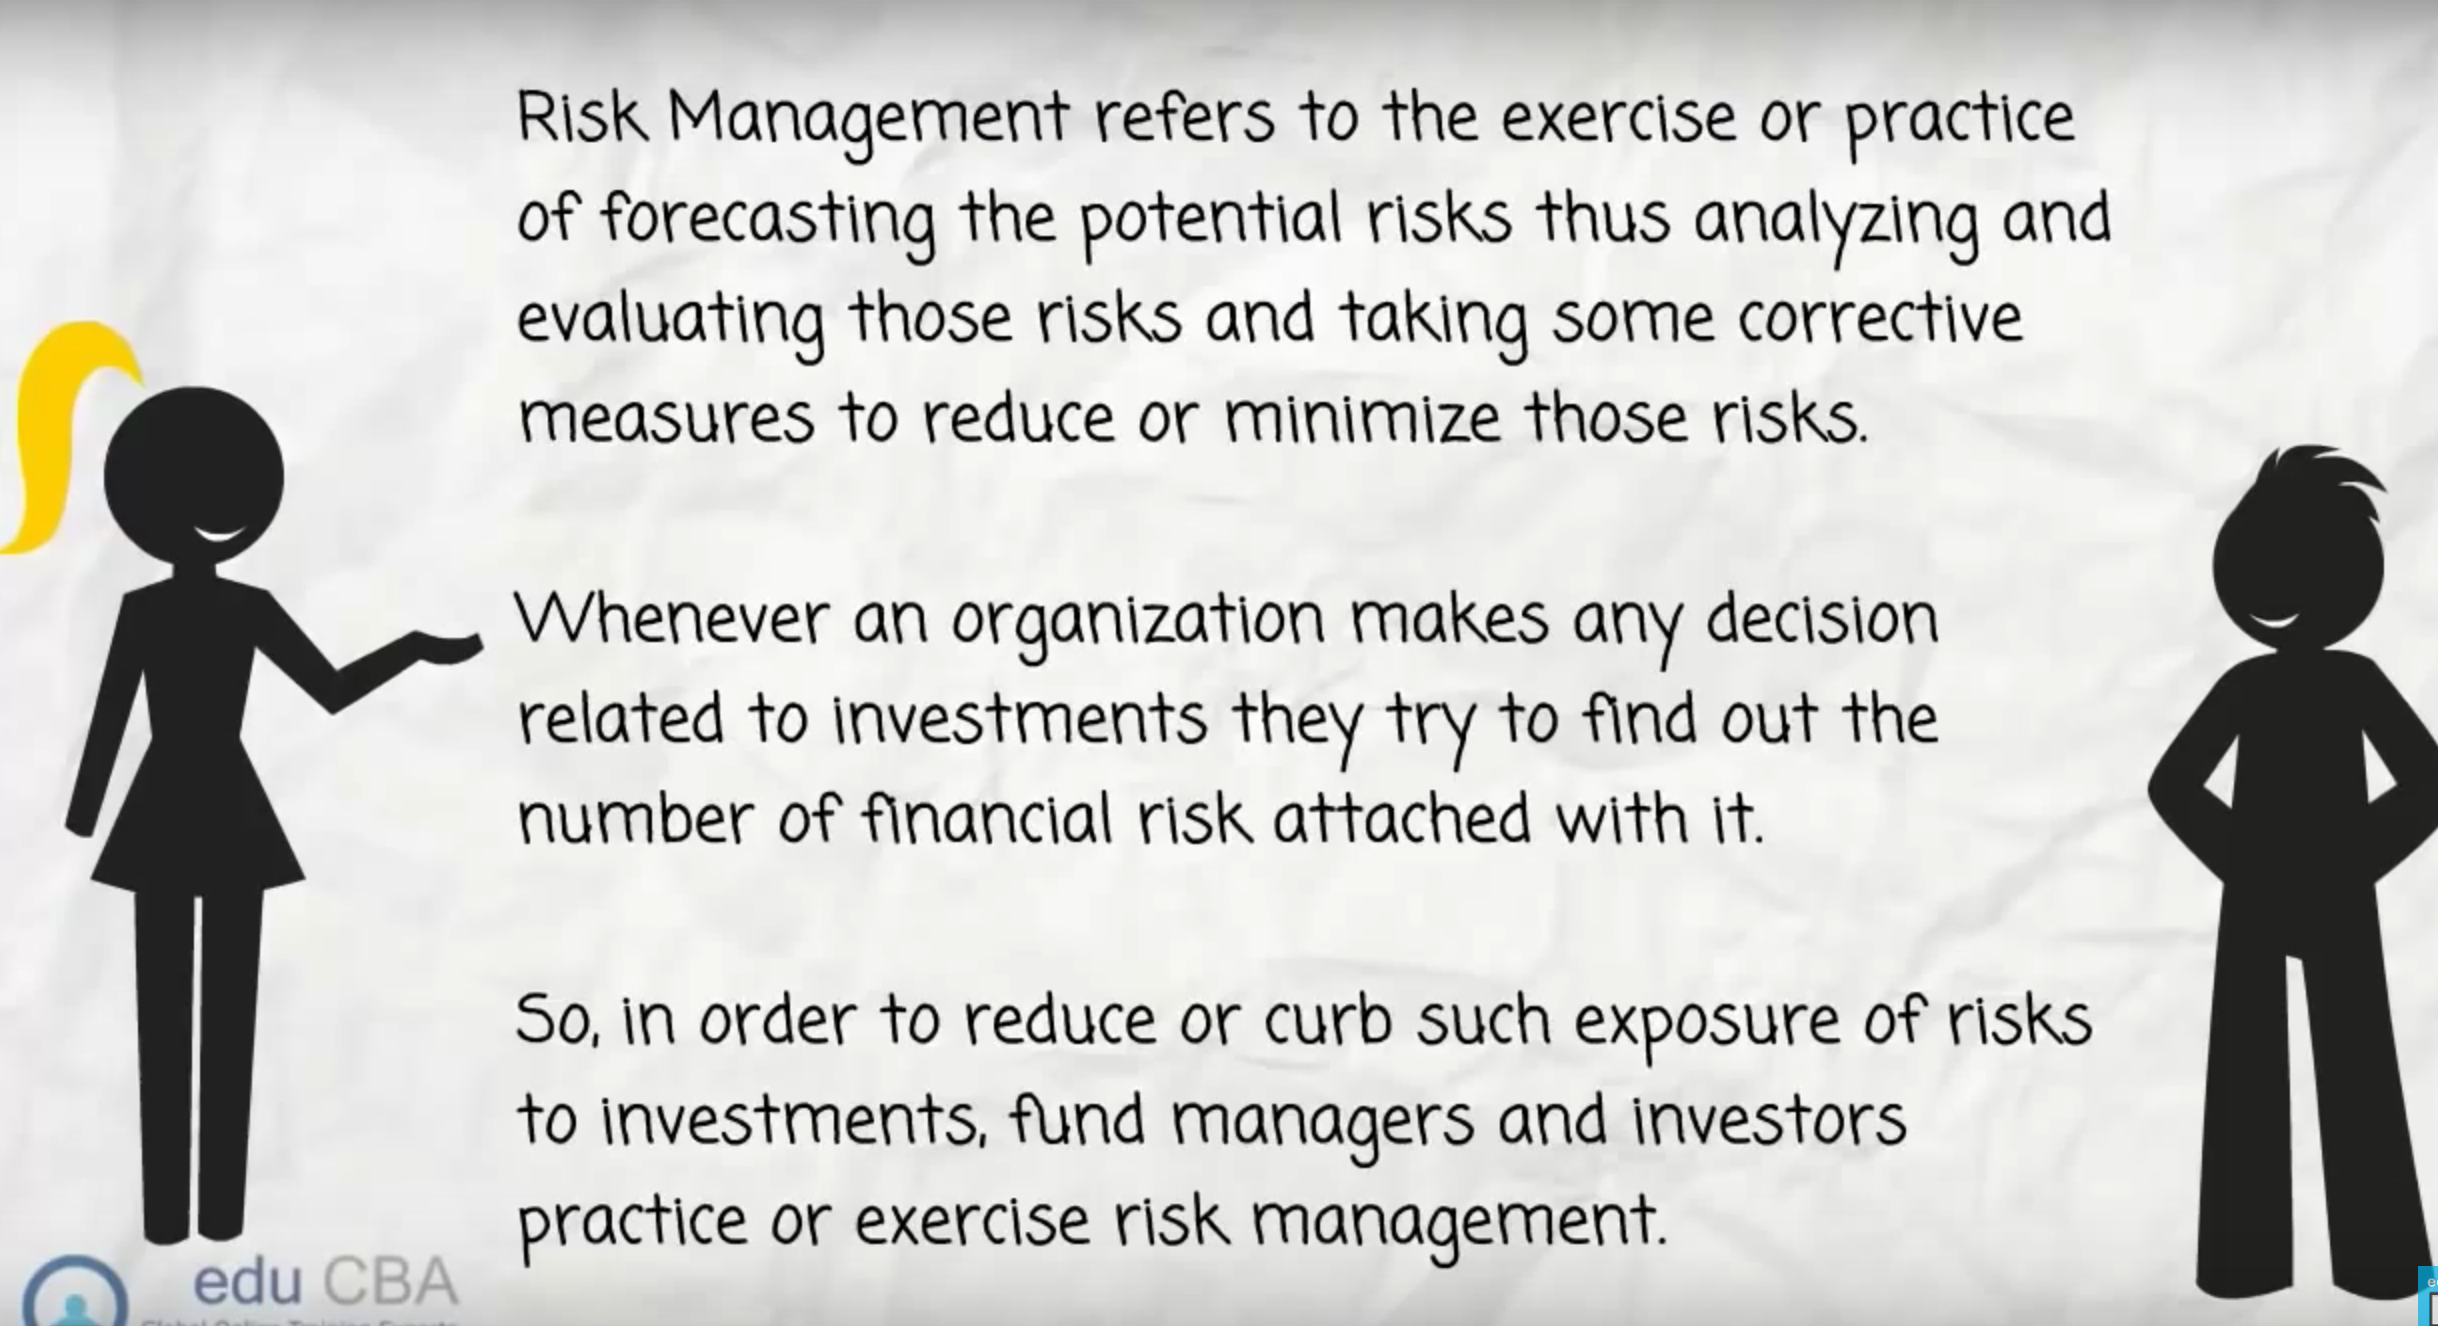 Risk Management refers to the exercise or practice
of forecasting the potential risks thus analyzing and
evaluating those risks and taking some corrective
measures to reduce or minimize those risks.
Whenever an organization makes any decision
related to investments they try to find out the
number of financial risk attached with it.
So, in order to reduce or curb such exposure of risks
to investments, fund managers and investors
practice or exercise risk management.
edu CBA